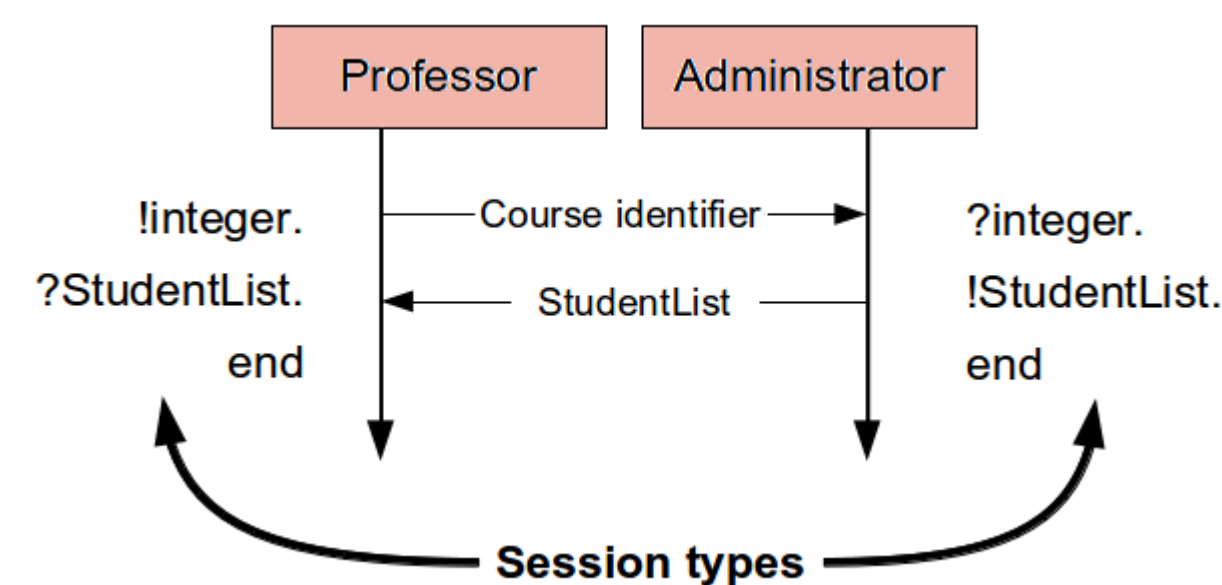 Professor
Administrator
!integer.
?StudentList.
end
Course identifier
StudentList
?integer.
!StudentList.
end
Session types